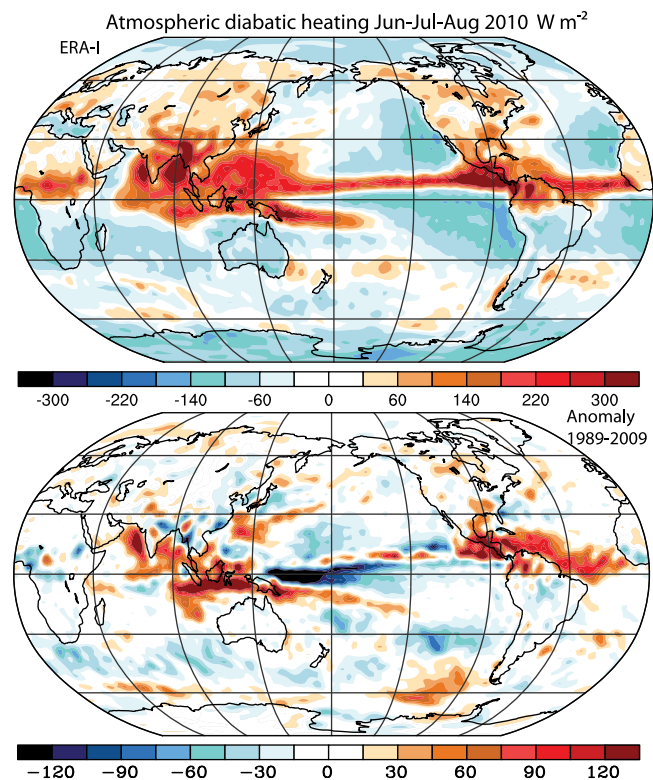 Atmospheric diabatic heating Jun-Jul-Aug 2010 W m⁻²
ERA-I
-300 -220 -140 -60 0 60 140 220 300
Anomaly
1989-2009
−120 −90 −60 −30 0 30 60 90 120